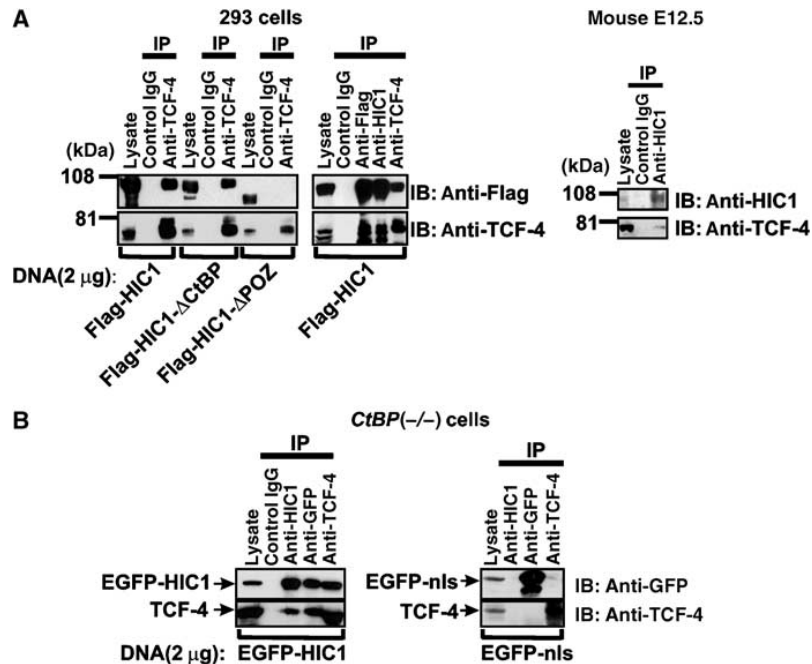 A
293 cells
Mouse E12.5
IP
IP
IP
IP
IP
Lysate
Control IgG
Anti-TCF-4
Lysate
Control IgG
Anti-TCF-4
Lysate
Control IgG
Anti-TCF-4
Lysate
Control IgG
Anti-Flag
Anti-HIC1
Anti-TCF-4
Lysate
Control IgG
Anti-HIC1
(kDa)
108
81
IB: Anti-Flag
IB: Anti-TCF-4
(kDa)
108
81
IB: Anti-HIC1
IB: Anti-TCF-4
DNA(2 μg):
Flag-HIC1
Flag-HIC1-ΔCtBP
Flag-HIC1-ΔPOZ
Flag-HIC1
B
CtBP(–/–) cells
IP
IP
Lysate
Control IgG
Anti-HIC1
Anti-GFP
Anti-TCF-4
Lysate
Anti-HIC1
Anti-GFP
Anti-TCF-4
EGFP-HIC1
TCF-4
EGFP-nls
TCF-4
IB: Anti-GFP
IB: Anti-TCF-4
DNA(2 μg): EGFP-HIC1
EGFP-nls